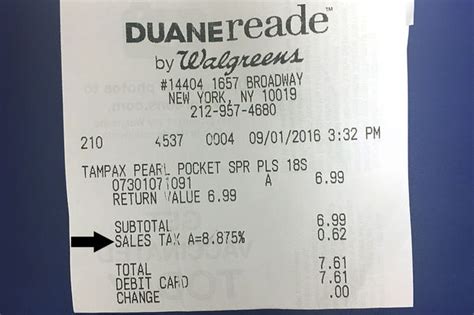 DUANEreade™
by Walgreens
#14404 1657 BROADWAY
NEW YORK, NY 10019
212-957-4680
210 4537 0004 09/01/2016 3:32 PM
TAMPAX PEARL POCKET SPR PLS 18S
07301071091 A 6.99
RETURN VALUE 6.99
SUBTOTAL 6.99
SALES TAX A=8.875% 0.62
TOTAL 7.61
DEBIT CARD 7.61
CHANGE .00